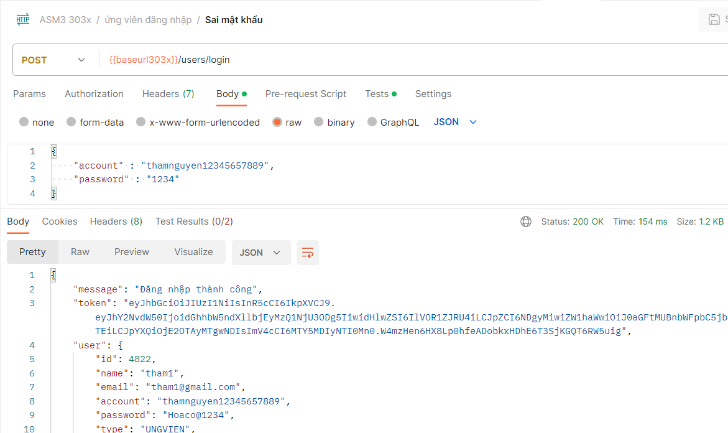 HTTP ASM3 303x / ứng viên đăng nhập / Sai mật khẩu
POST {{baseurl303x}}/users/login
Params Authorization Headers (7) Body Pre-request Script Tests Settings
none form-data x-www-form-urlencoded raw binary GraphQL JSON
1 {
2 "account" : "thamnguyen12345657889",
3 "password" : "1234"
4 }
Body Cookies Headers (8) Test Results (0/2) Status: 200 OK Time: 154 ms Size: 1.2 KB
Pretty Raw Preview Visualize JSON
1 {
2 "message": "Đăng nhập thành công",
3 "token": "eyJhbGciOiJIUzI1NiIsInR5cCI6IkpXVCJ9.
4 "user": {
5 "id": 4822,
6 "name": "tham1",
7 "email": "tham1@gmail.com",
8 "account": "thamnguyen12345657889",
9 "password": "Hoaco@1234",
10 "type": "UNGVIEN",